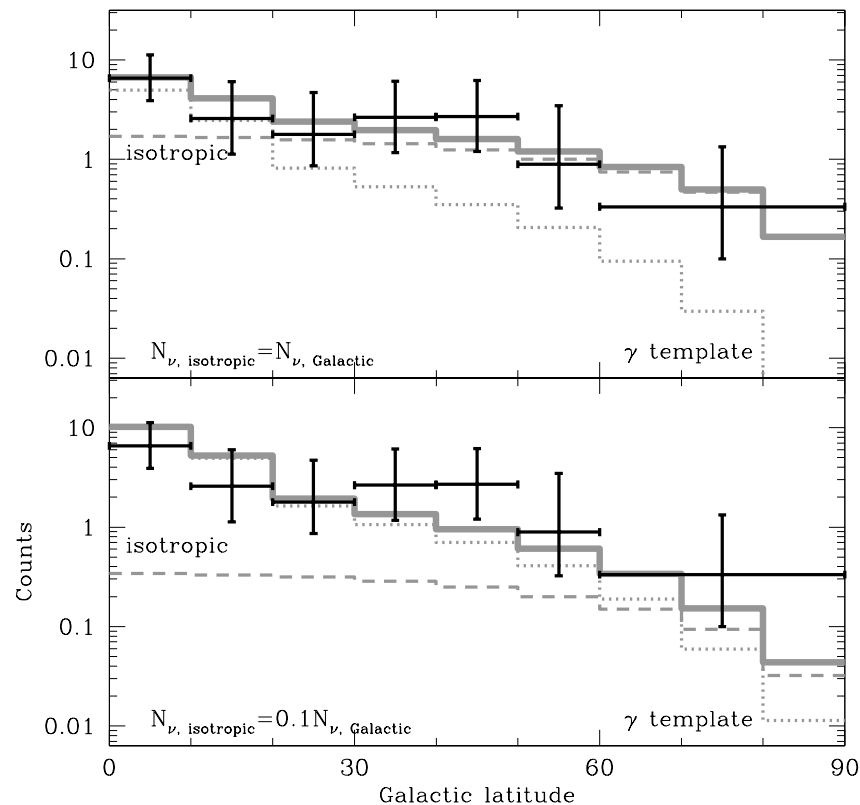 10
1
isotropic
0.1
0.01
N_ν, isotropic=N_ν, Galactic
γ template
10
1
isotropic
0.1
0.01
N_ν, isotropic=0.1N_ν, Galactic
γ template
Counts
0 30 60 90
Galactic latitude